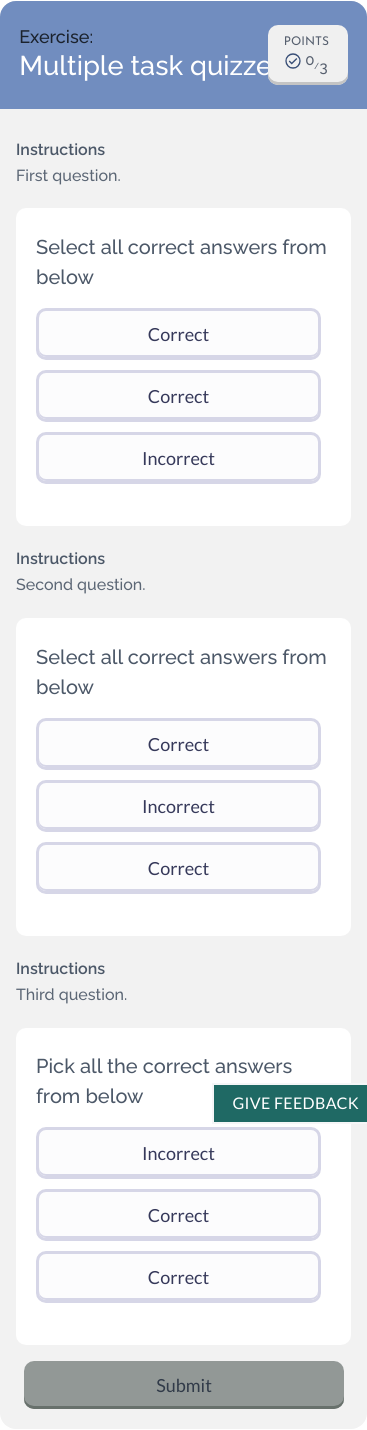 Exercise:
Multiple task quizze
POINTS
0/3
Instructions
First question.
Select all correct answers from
below
Correct
Correct
Incorrect
Instructions
Second question.
Select all correct answers from
below
Correct
Incorrect
Correct
Instructions
Third question.
Pick all the correct answers
from below
GIVE FEEDBACK
Incorrect
Correct
Correct
Submit